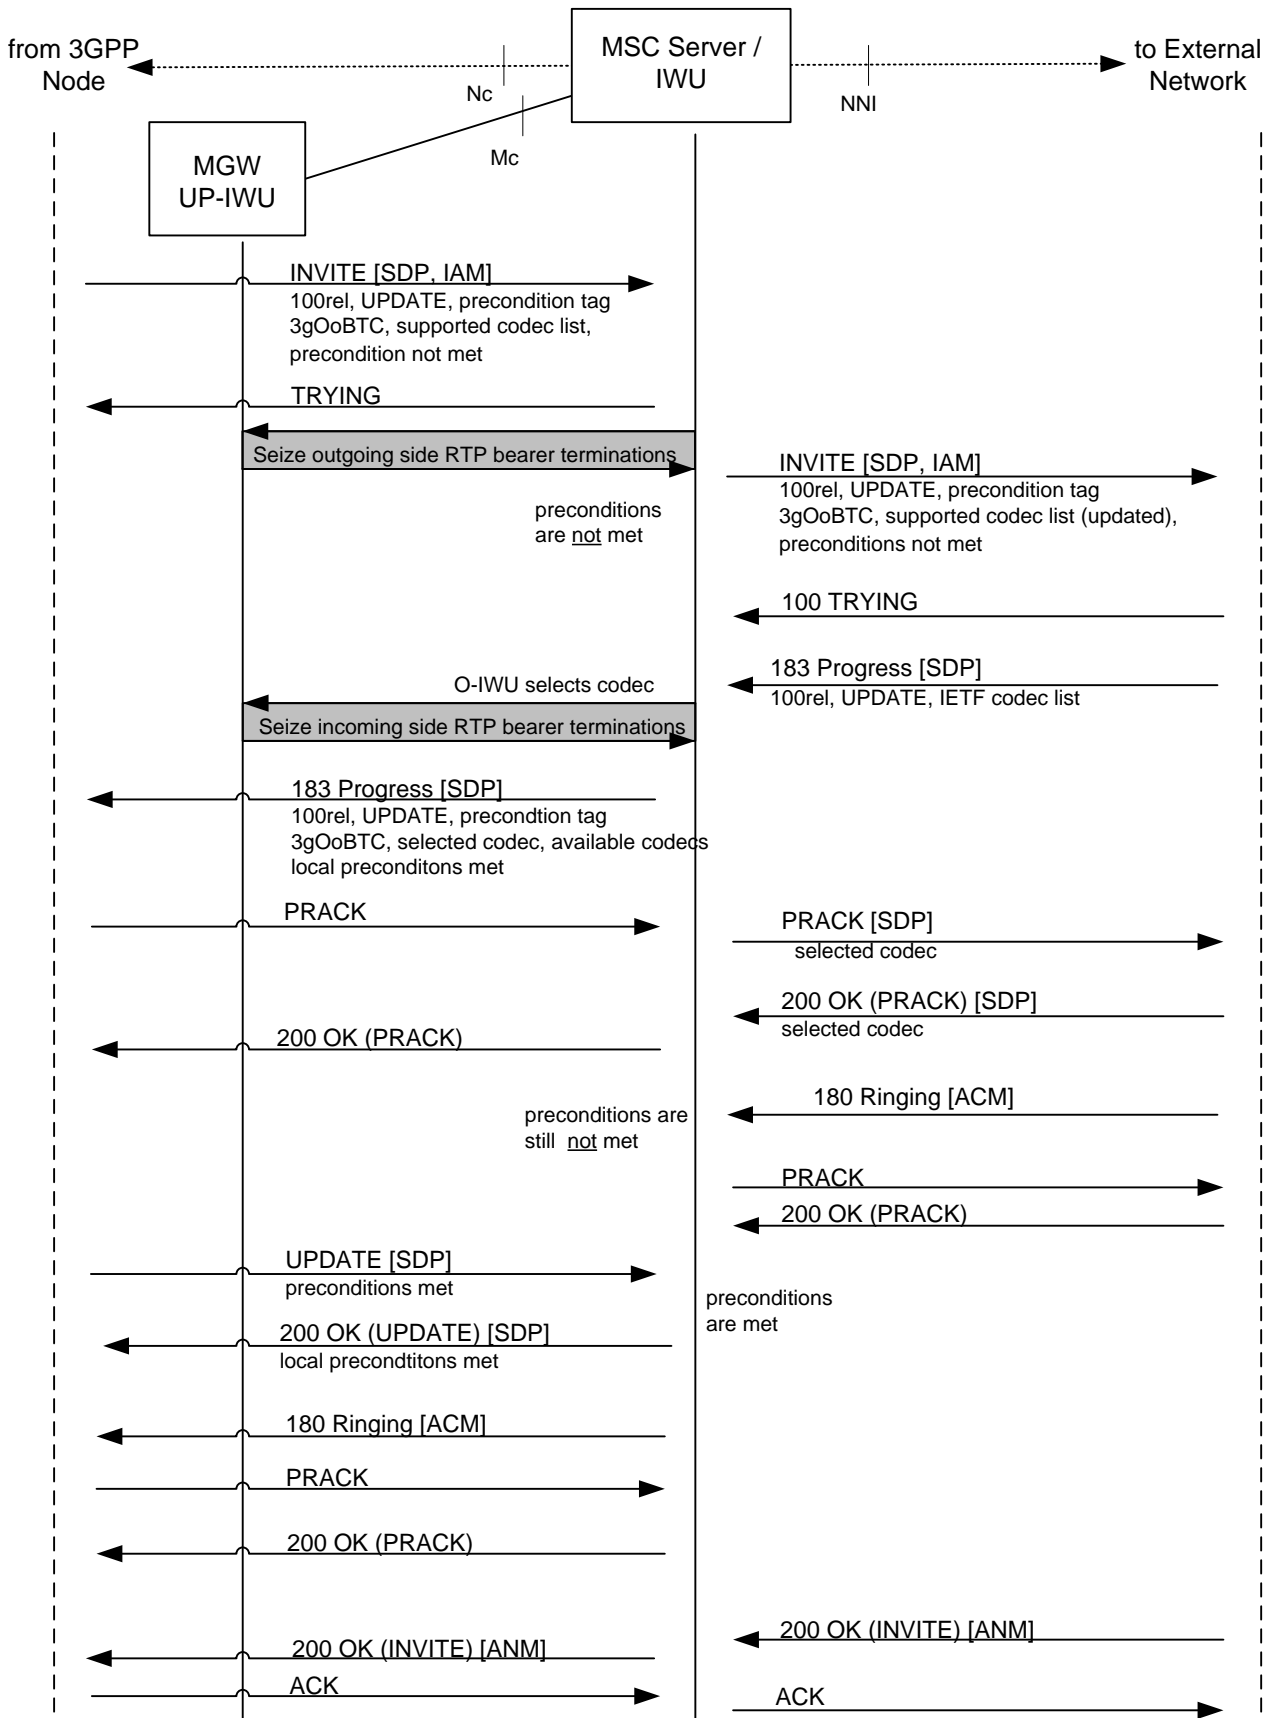 from 3GPP
Node
MSC Server /
IWU
to External
Network
Nc
NNI
Mc
MGW
UP-IWU
INVITE [SDP, IAM]
100rel, UPDATE, precondition tag
3gOoBTC, supported codec list,
precondition not met
TRYING
Seize outgoing side RTP bearer terminations
INVITE [SDP, IAM]
100rel, UPDATE, precondition tag
3gOoBTC, supported codec list (updated),
preconditions not met
preconditions
are not met
100 TRYING
183 Progress [SDP]
100rel, UPDATE, IETF codec list
O-IWU selects codec
Seize incoming side RTP bearer terminations
183 Progress [SDP]
100rel, UPDATE, precondtion tag
3gOoBTC, selected codec, available codecs
local preconditons met
PRACK
PRACK [SDP]
selected codec
200 OK (PRACK) [SDP]
selected codec
200 OK (PRACK)
180 Ringing [ACM]
preconditions are
still not met
PRACK
200 OK (PRACK)
UPDATE [SDP]
preconditions met
preconditions
are met
200 OK (UPDATE) [SDP]
local precondtitons met
180 Ringing [ACM]
PRACK
200 OK (PRACK)
200 OK (INVITE) [ANM]
200 OK (INVITE) [ANM]
ACK
ACK